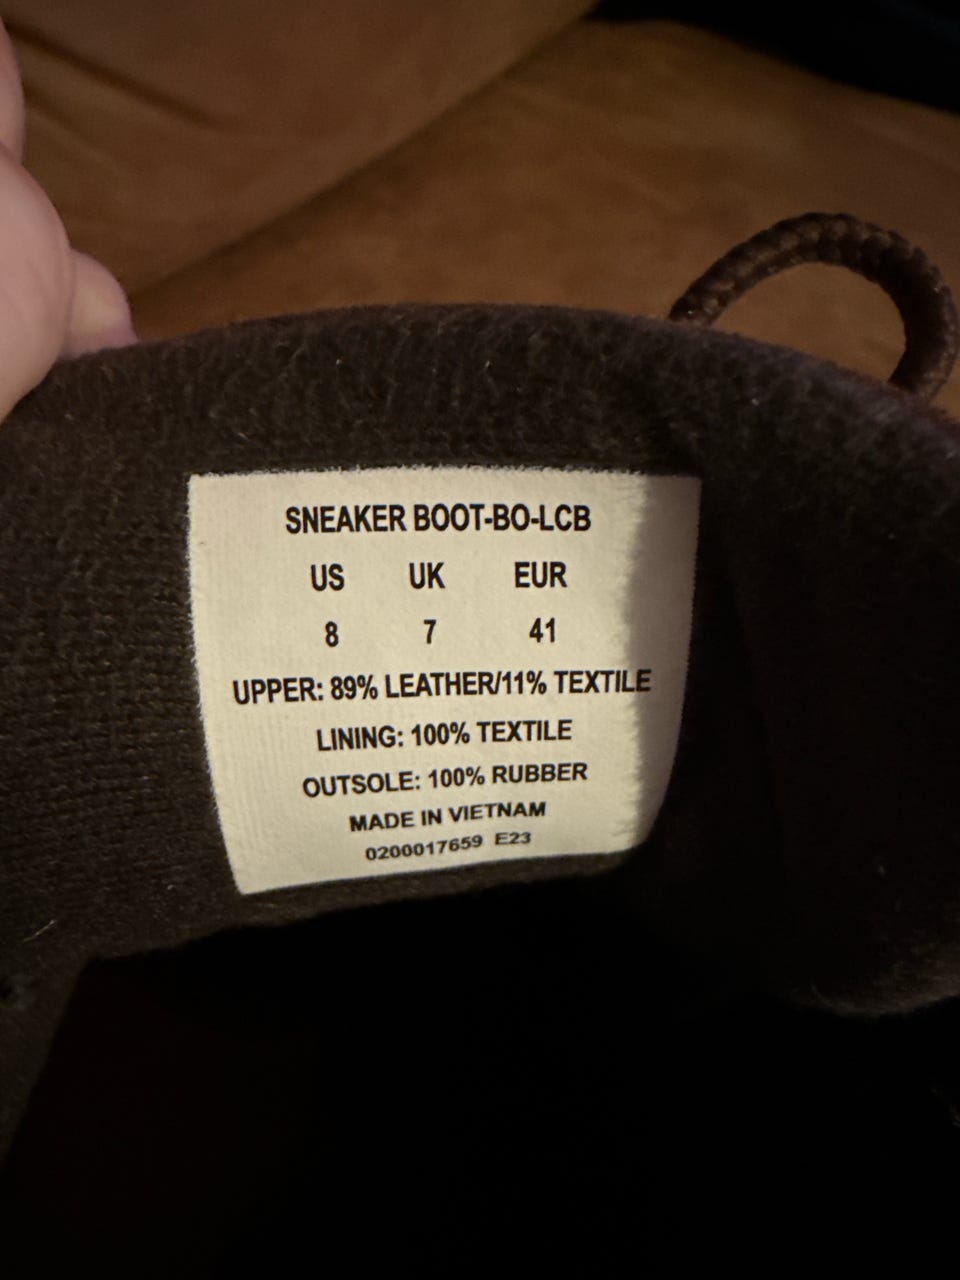 SNEAKER BOOT-BO-LCB
US UK EUR
8 7 41
UPPER: 89% LEATHER/11% TEXTILE
LINING: 100% TEXTILE
OUTSOLE: 100% RUBBER
MADE IN VIETNAM
0200017659 E23